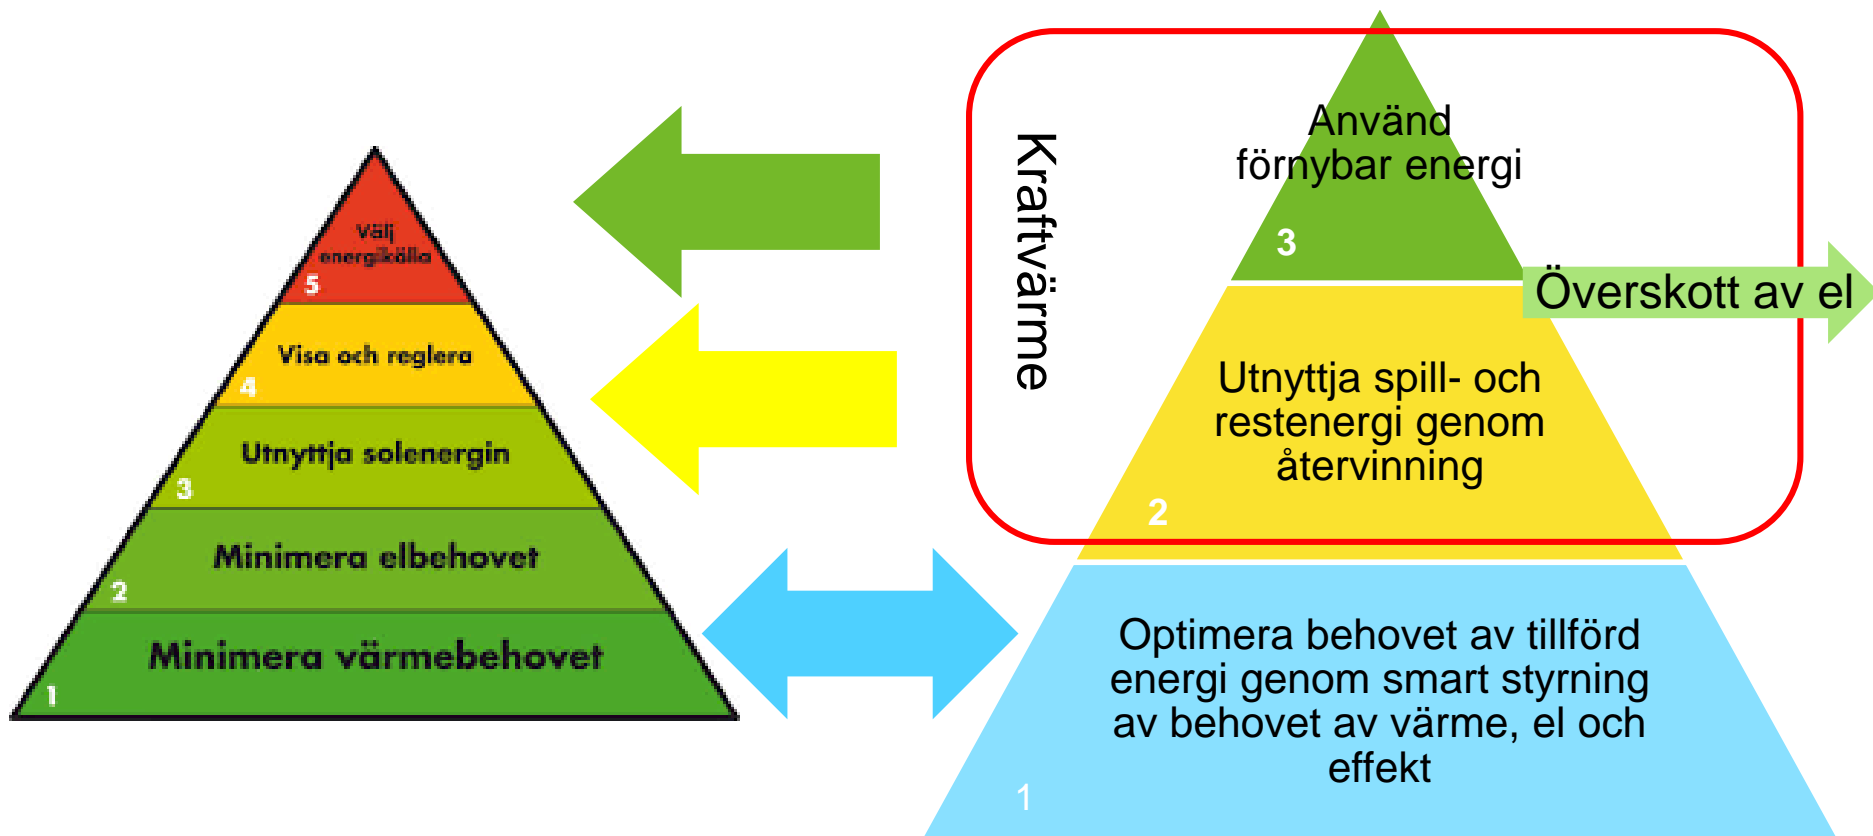 Välj
energikälla
5
Visa och reglera
4
Utnyttja solenergin
3
Minimera elbehovet
2
Minimera värmebehovet
1
Kraftvärme
Använd
förnybar energi
3
Överskott av el
Utnyttja spill- och
restenergi genom
återvinning
2
Optimera behovet av tillförd
energi genom smart styrning
av behovet av värme, el och
effekt
1